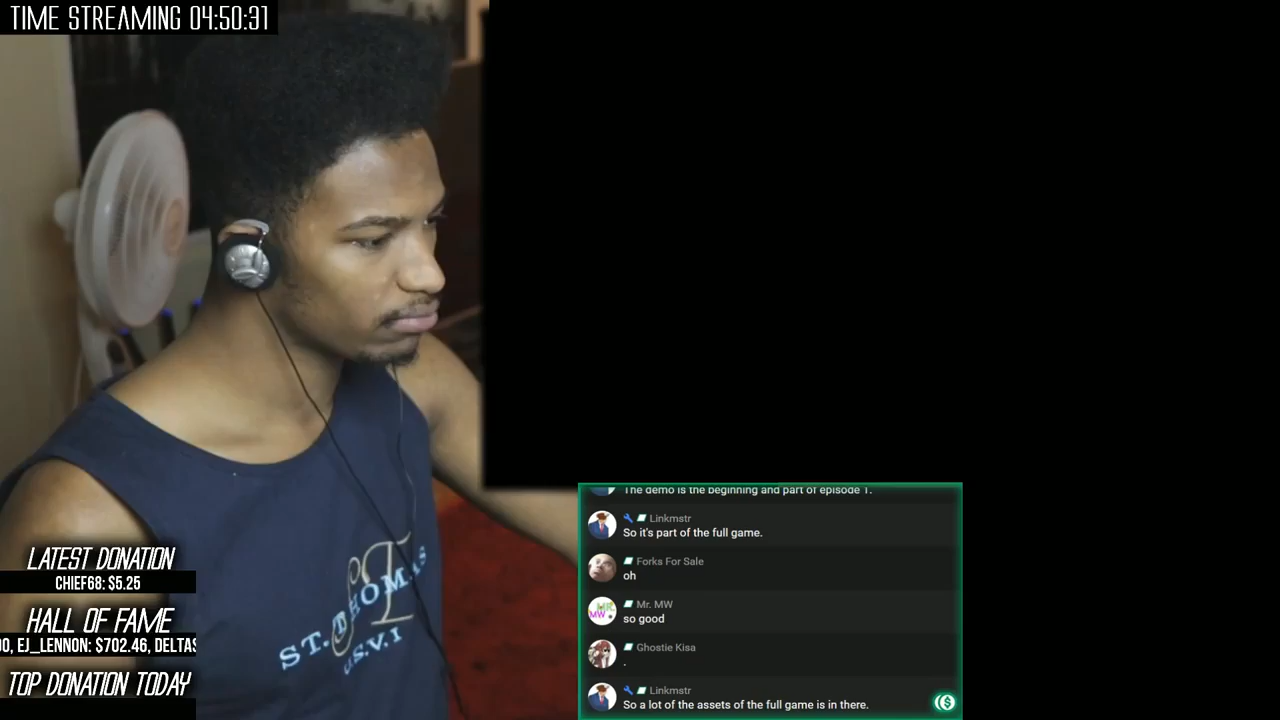 TIME STREAMING 04:50:31
The demo is the beginning and part of episode 1.
Linkmstr
So it's part of the full game.
Forks For Sale
oh
Mr. MW
so good
Ghostie Kisa
.
Linkmstr
So a lot of the assets of the full game is in there.
LATEST DONATION
CHIEF68: $5.25
HALL OF FAME
00, EJ_LENNON: $702.46, DELTAS
TOP DONATION TODAY
ST. THOMAS
U.S.V.I